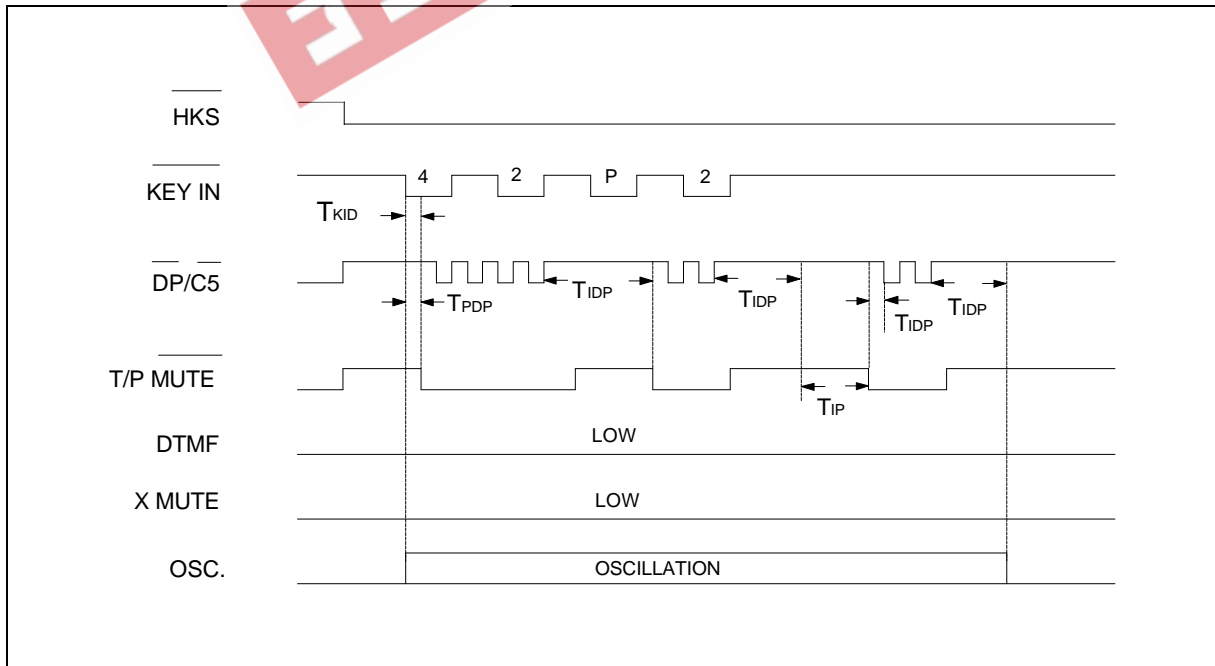 HKS
KEY IN
4 2 P 2
TKID
DP/C5
TPDP
TIDP
TIDP
TIDP
TIDP
T/P MUTE
TIP
DTMF
LOW
X MUTE
LOW
OSC.
OSCILLATION